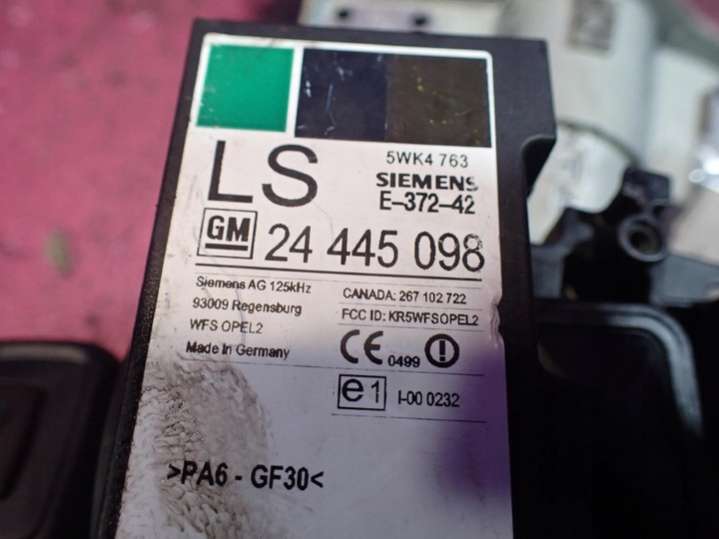 LS
5WK4 763
SIEMENS
E-372-42
GM 24 445 098
Siemens AG 125kHz
93009 Regensburg
WFS OPEL2
Made In Germany
CANADA: 267 102 722
FCC ID: KR5WFSOPEL2
CE 0499
e1 I-00 0232
>PA6 - GF30<